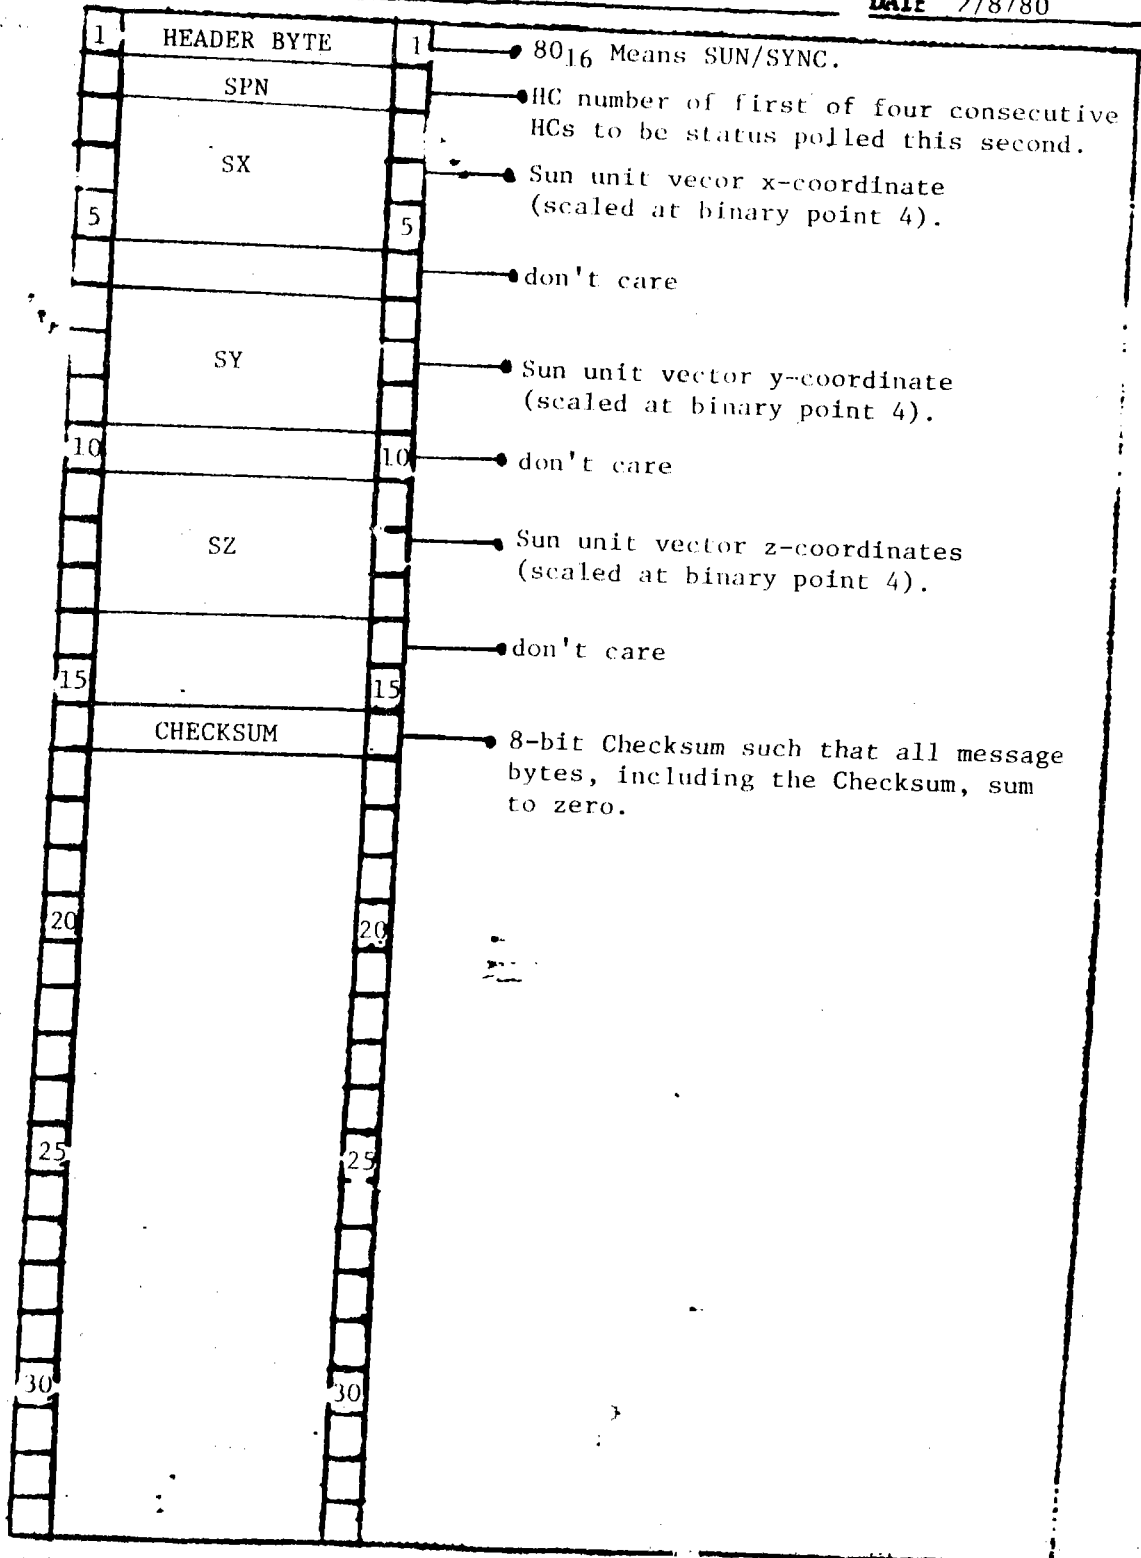 DATE 7/8/80
1 HEADER BYTE 1 80₁₆ Means SUN/SYNC.
SPN HC number of first of four consecutive
HCs to be status polled this second.
SX Sun unit vecor x-coordinate
(scaled at binary point 4).
5 5
don't care
SY Sun unit vector y-coordinate
(scaled at binary point 4).
10 10 don't care
SZ Sun unit vector z-coordinates
(scaled at binary point 4).
don't care
15 15
CHECKSUM 8-bit Checksum such that all message
bytes, including the Checksum, sum
to zero.
20 20
25 25
30 30